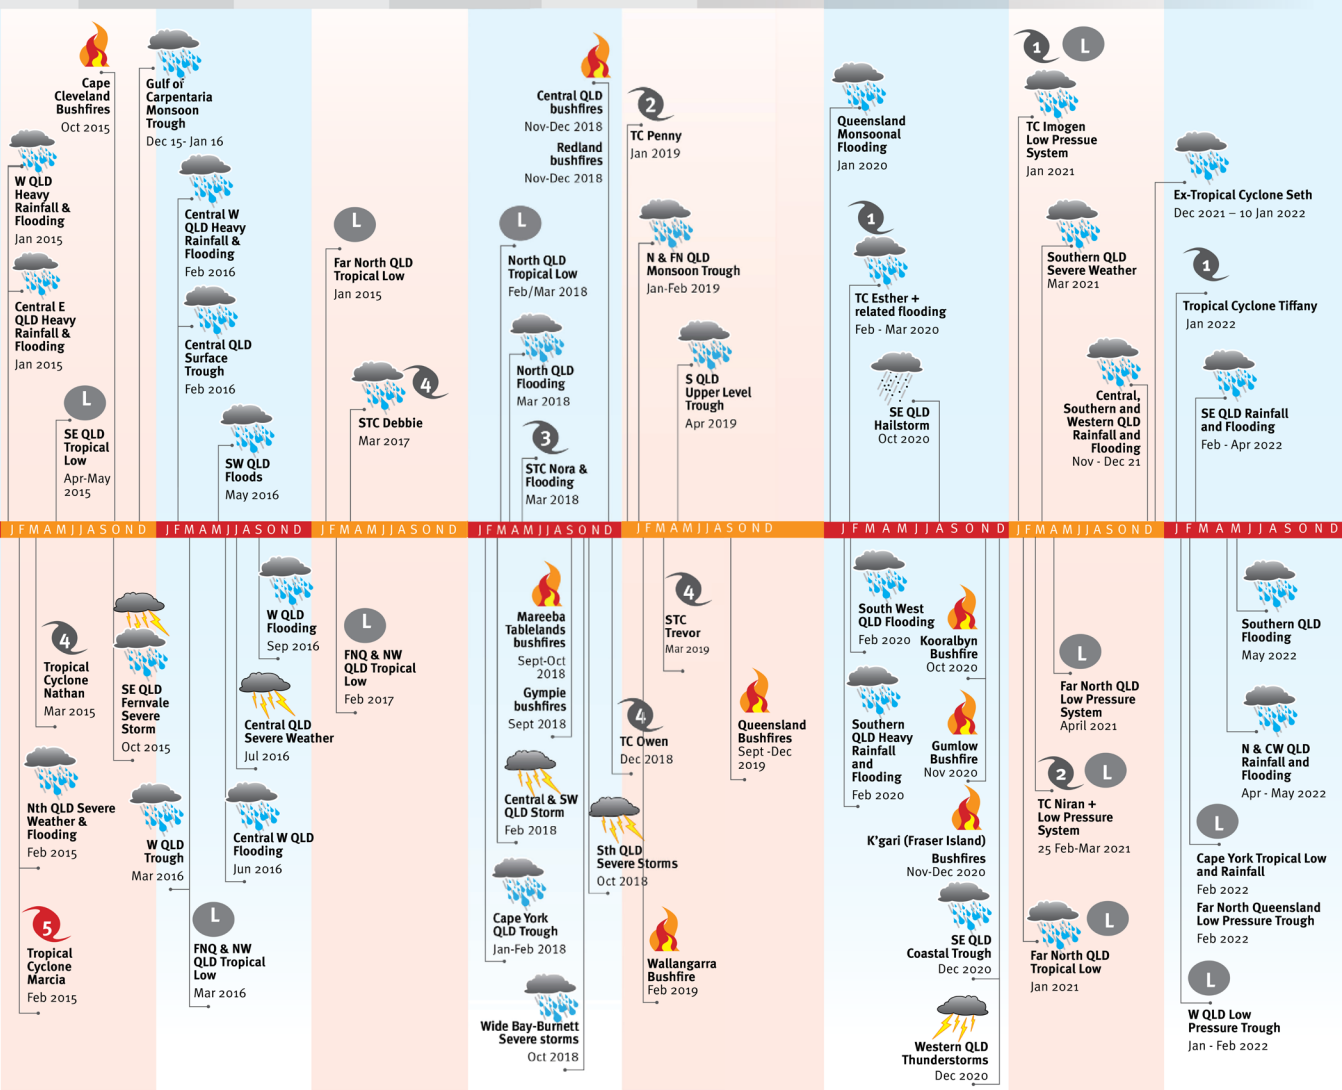 Cape
Cleveland
Bushfires
Oct 2015
W QLD
Heavy
Rainfall &
Flooding
Jan 2015
Central E
QLD Heavy
Rainfall &
Flooding
Jan 2015
L
SE QLD
Tropical
Low
Apr-May
2015
Gulf of
Carpentaria
Monsoon
Trough
Dec 15- Jan 16
Central W
QLD Heavy
Rainfall &
Flooding
Feb 2016
Central QLD
Surface
Trough
Feb 2016
SW QLD
Floods
May 2016
L
Far North QLD
Tropical Low
Jan 2015
4
STC Debbie
Mar 2017
Central QLD
bushfires
Nov-Dec 2018
Redland
bushfires
Nov-Dec 2018
L
North QLD
Tropical Low
Feb/Mar 2018
North QLD
Flooding
Mar 2018
3
STC Nora &
Flooding
Mar 2018
2
TC Penny
Jan 2019
N & FN QLD
Monsoon Trough
Jan-Feb 2019
S QLD
Upper Level
Trough
Apr 2019
Queensland
Monsoonal
Flooding
Jan 2020
1
TC Esther +
related flooding
Feb - Mar 2020
SE QLD
Hailstorm
Oct 2020
1 L
TC Imogen
Low Pressue
System
Jan 2021
Southern QLD
Severe Weather
Mar 2021
Central,
Southern and
Western QLD
Rainfall and
Flooding
Nov - Dec 21
Ex-Tropical Cyclone Seth
Dec 2021 – 10 Jan 2022
1
Tropical Cyclone Tiffany
Jan 2022
SE QLD Rainfall
and Flooding
Feb - Apr 2022
J F M A M J J A S O N D J F M A M J J A S O N D J F M A M J J A S O N D J F M A M J J A S O N D J F M A M J J A S O N D J F M A M J J A S O N D J F M A M J J A S O N D J F M A M J J A S O N D
4
Tropical
Cyclone
Nathan
Mar 2015
Nth QLD Severe
Weather &
Flooding
Feb 2015
5
Tropical
Cyclone
Marcia
Feb 2015
SE QLD
Fernvale
Severe
Storm
Oct 2015
W QLD
Trough
Mar 2016
W QLD
Flooding
Sep 2016
Central QLD
Severe Weather
Jul 2016
Central W QLD
Flooding
Jun 2016
L
FNQ & NW
QLD Tropical
Low
Mar 2016
L
FNQ & NW
QLD Tropical
Low
Feb 2017
Mareeba
Tablelands
bushfires
Sept-Oct
2018
Gympie
bushfires
Sept 2018
Central & SW
QLD Storm
Feb 2018
Cape York
QLD Trough
Jan-Feb 2018
Wide Bay-Burnett
Severe storms
Oct 2018
4
TC Owen
Dec 2018
Sth QLD
Severe Storms
Oct 2018
4
STC
Trevor
Mar 2019
Queensland
Bushfires
Sept -Dec
2019
Wallangarra
Bushfire
Feb 2019
South West
QLD Flooding
Feb 2020
Southern
QLD Heavy
Rainfall
and
Flooding
Feb 2020
Kooralbyn
Bushfire
Oct 2020
Gumlow
Bushfire
Nov 2020
K'gari (Fraser Island)
Bushfires
Nov-Dec 2020
SE QLD
Coastal Trough
Dec 2020
Western QLD
Thunderstorms
Dec 2020
L
Far North QLD
Low Pressure
System
April 2021
2 L
TC Niran +
Low Pressure
System
25 Feb-Mar 2021
L
Far North QLD
Tropical Low
Jan 2021
Southern QLD
Flooding
May 2022
N & CW QLD
Rainfall and
Flooding
Apr - May 2022
L
Cape York Tropical Low
and Rainfall
Feb 2022
Far North Queensland
Low Pressure Trough
Feb 2022
L
W QLD Low
Pressure Trough
Jan - Feb 2022